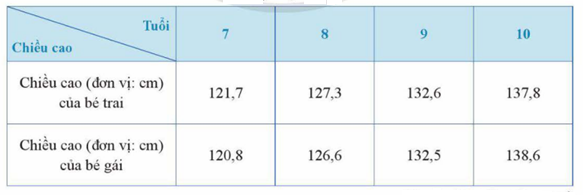 Tuổi
Chiều cao
7
8
9
10
Chiều cao (đơn vị: cm)
của bé trai
121,7
127,3
132,6
137,8
Chiều cao (đơn vị: cm)
của bé gái
120,8
126,6
132,5
138,6